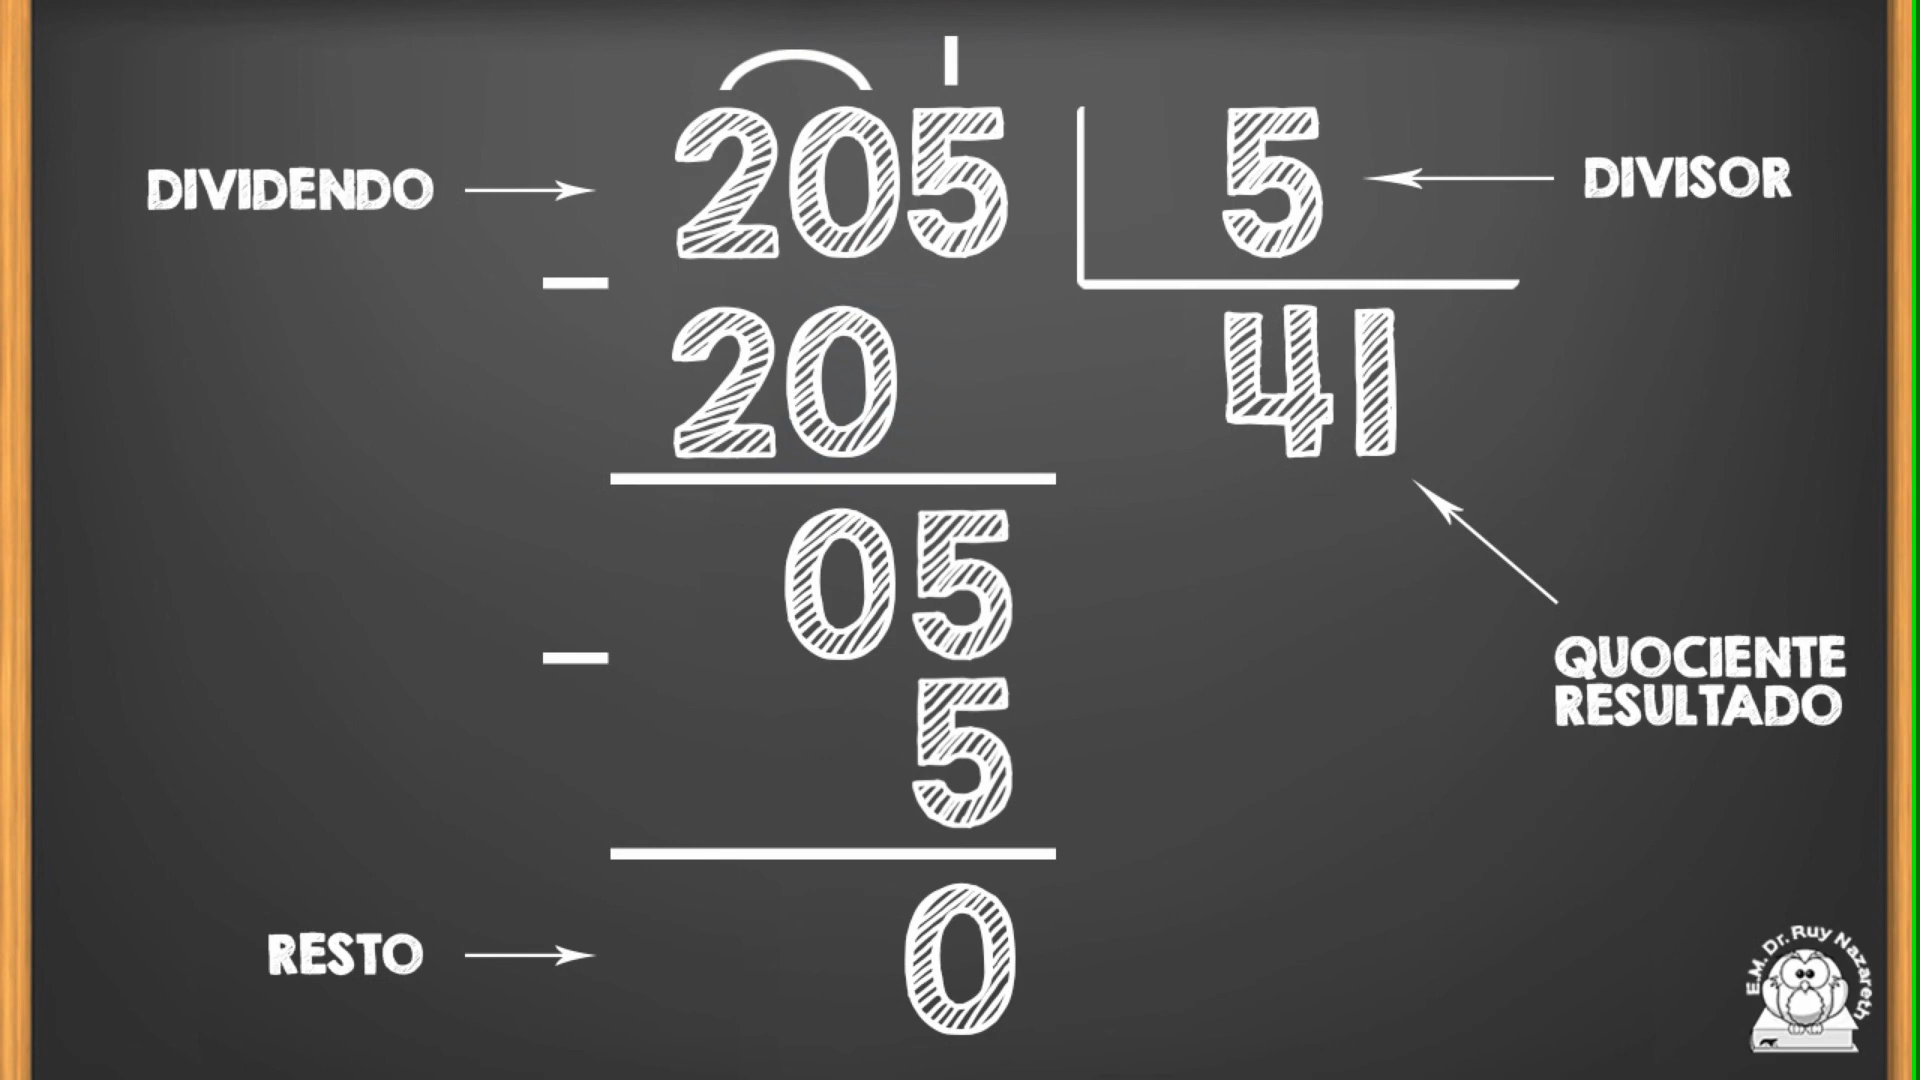 DIVIDENDO 205 5 DIVISOR
20 41
05
5
QUOCIENTE
RESULTADO
RESTO 0
E.M. Dr. Ruy Nazareth